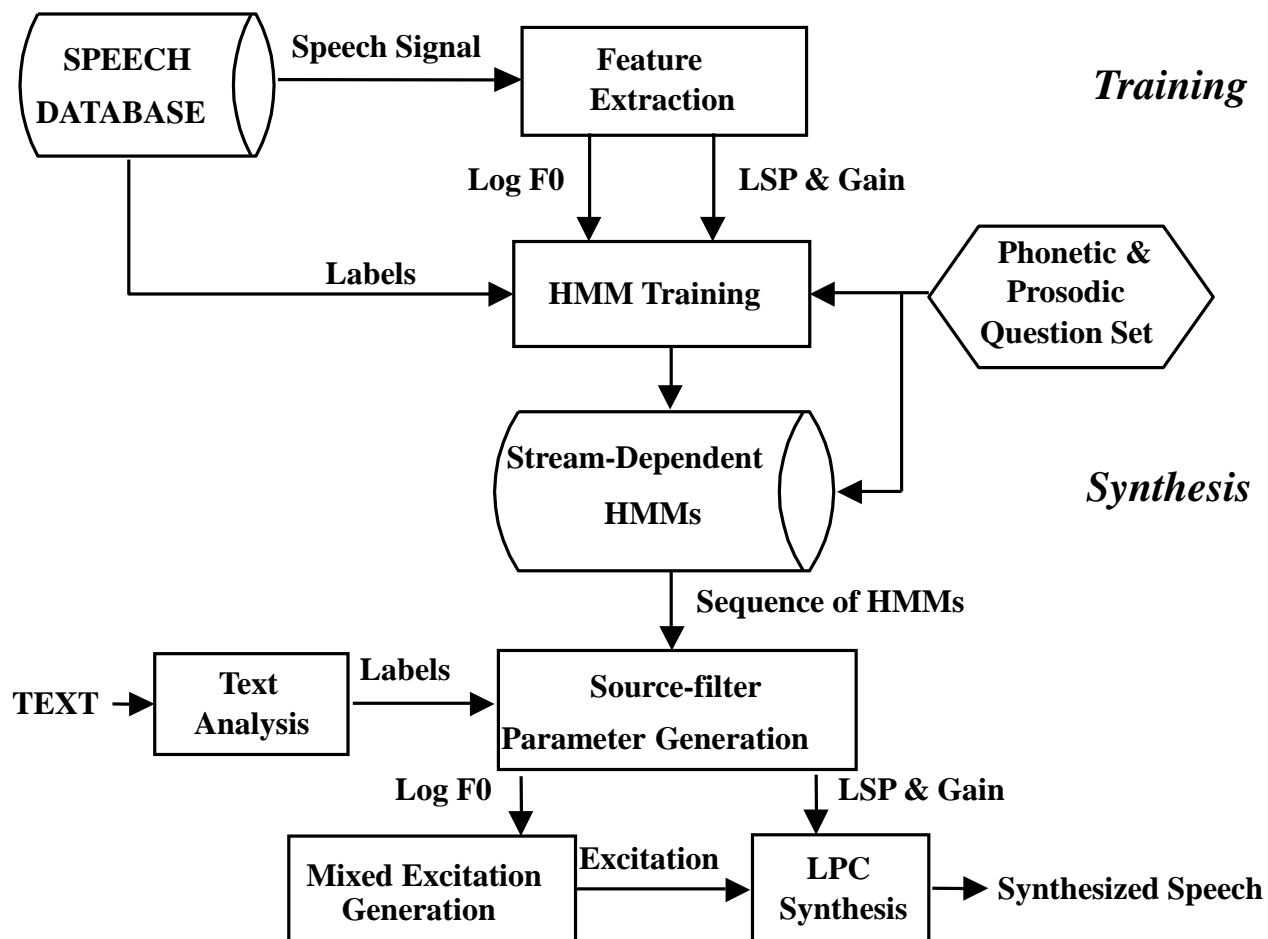 SPEECH
DATABASE
Speech Signal
Feature
Extraction
Training
Log F0
LSP & Gain
Labels
HMM Training
Phonetic &
Prosodic
Question Set
Stream-Dependent
HMMs
Synthesis
Sequence of HMMs
TEXT
Text
Analysis
Labels
Source-filter
Parameter Generation
Log F0
LSP & Gain
Mixed Excitation
Generation
Excitation
LPC
Synthesis
Synthesized Speech